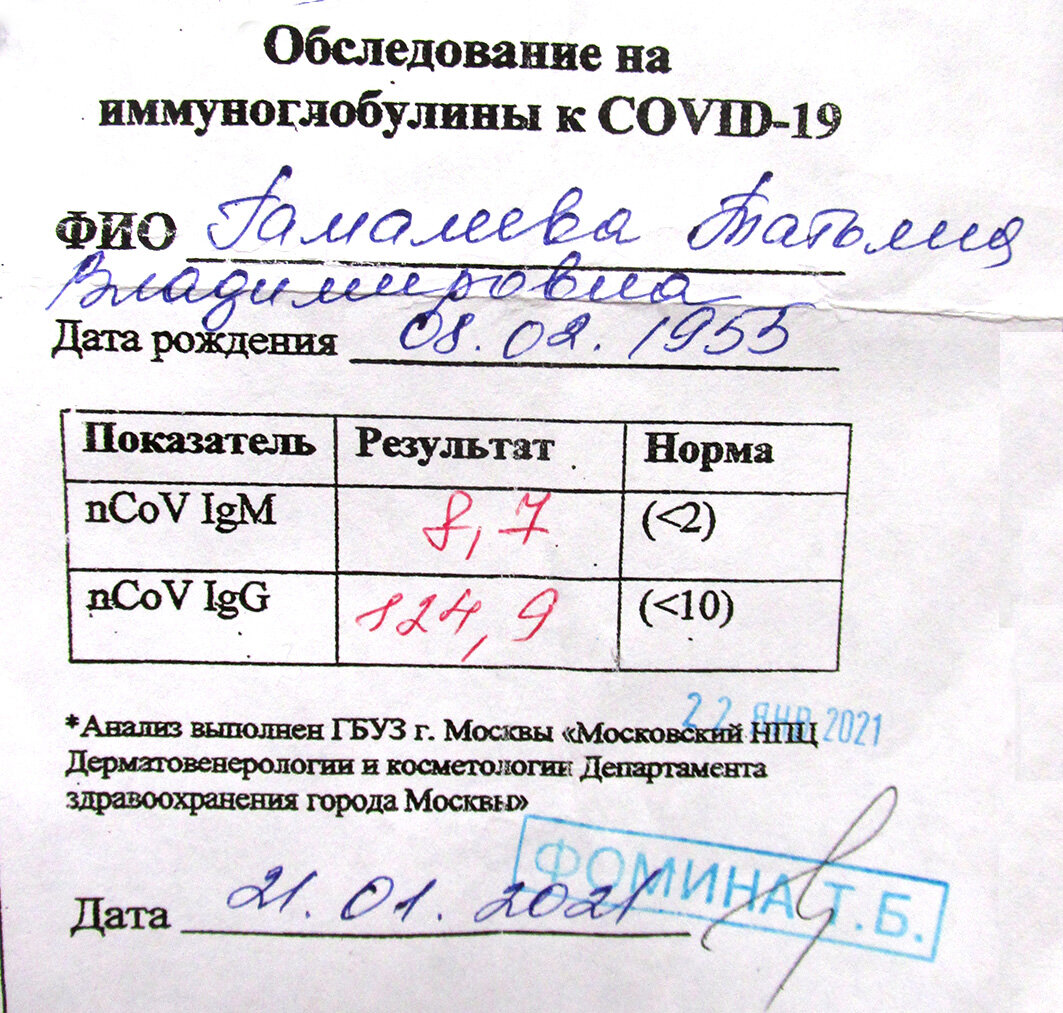 Обследование на
иммуноглобулины к COVID-19
ФИО Гамалеева Татьяна
Владимировна
Дата рождения 08.02.1955
Показатель Результат Норма
nCoV IgM 8,7 (<2)
nCoV IgG 124,9 (<10)
22 ЯНВ 2021
*Анализ выполнен ГБУЗ г. Москвы «Московский НПЦ
Дерматовенерологии и косметологии Департамента
здравоохранения города Москвы»
ФОМИНА Т.Б.
Дата 21.01.2021